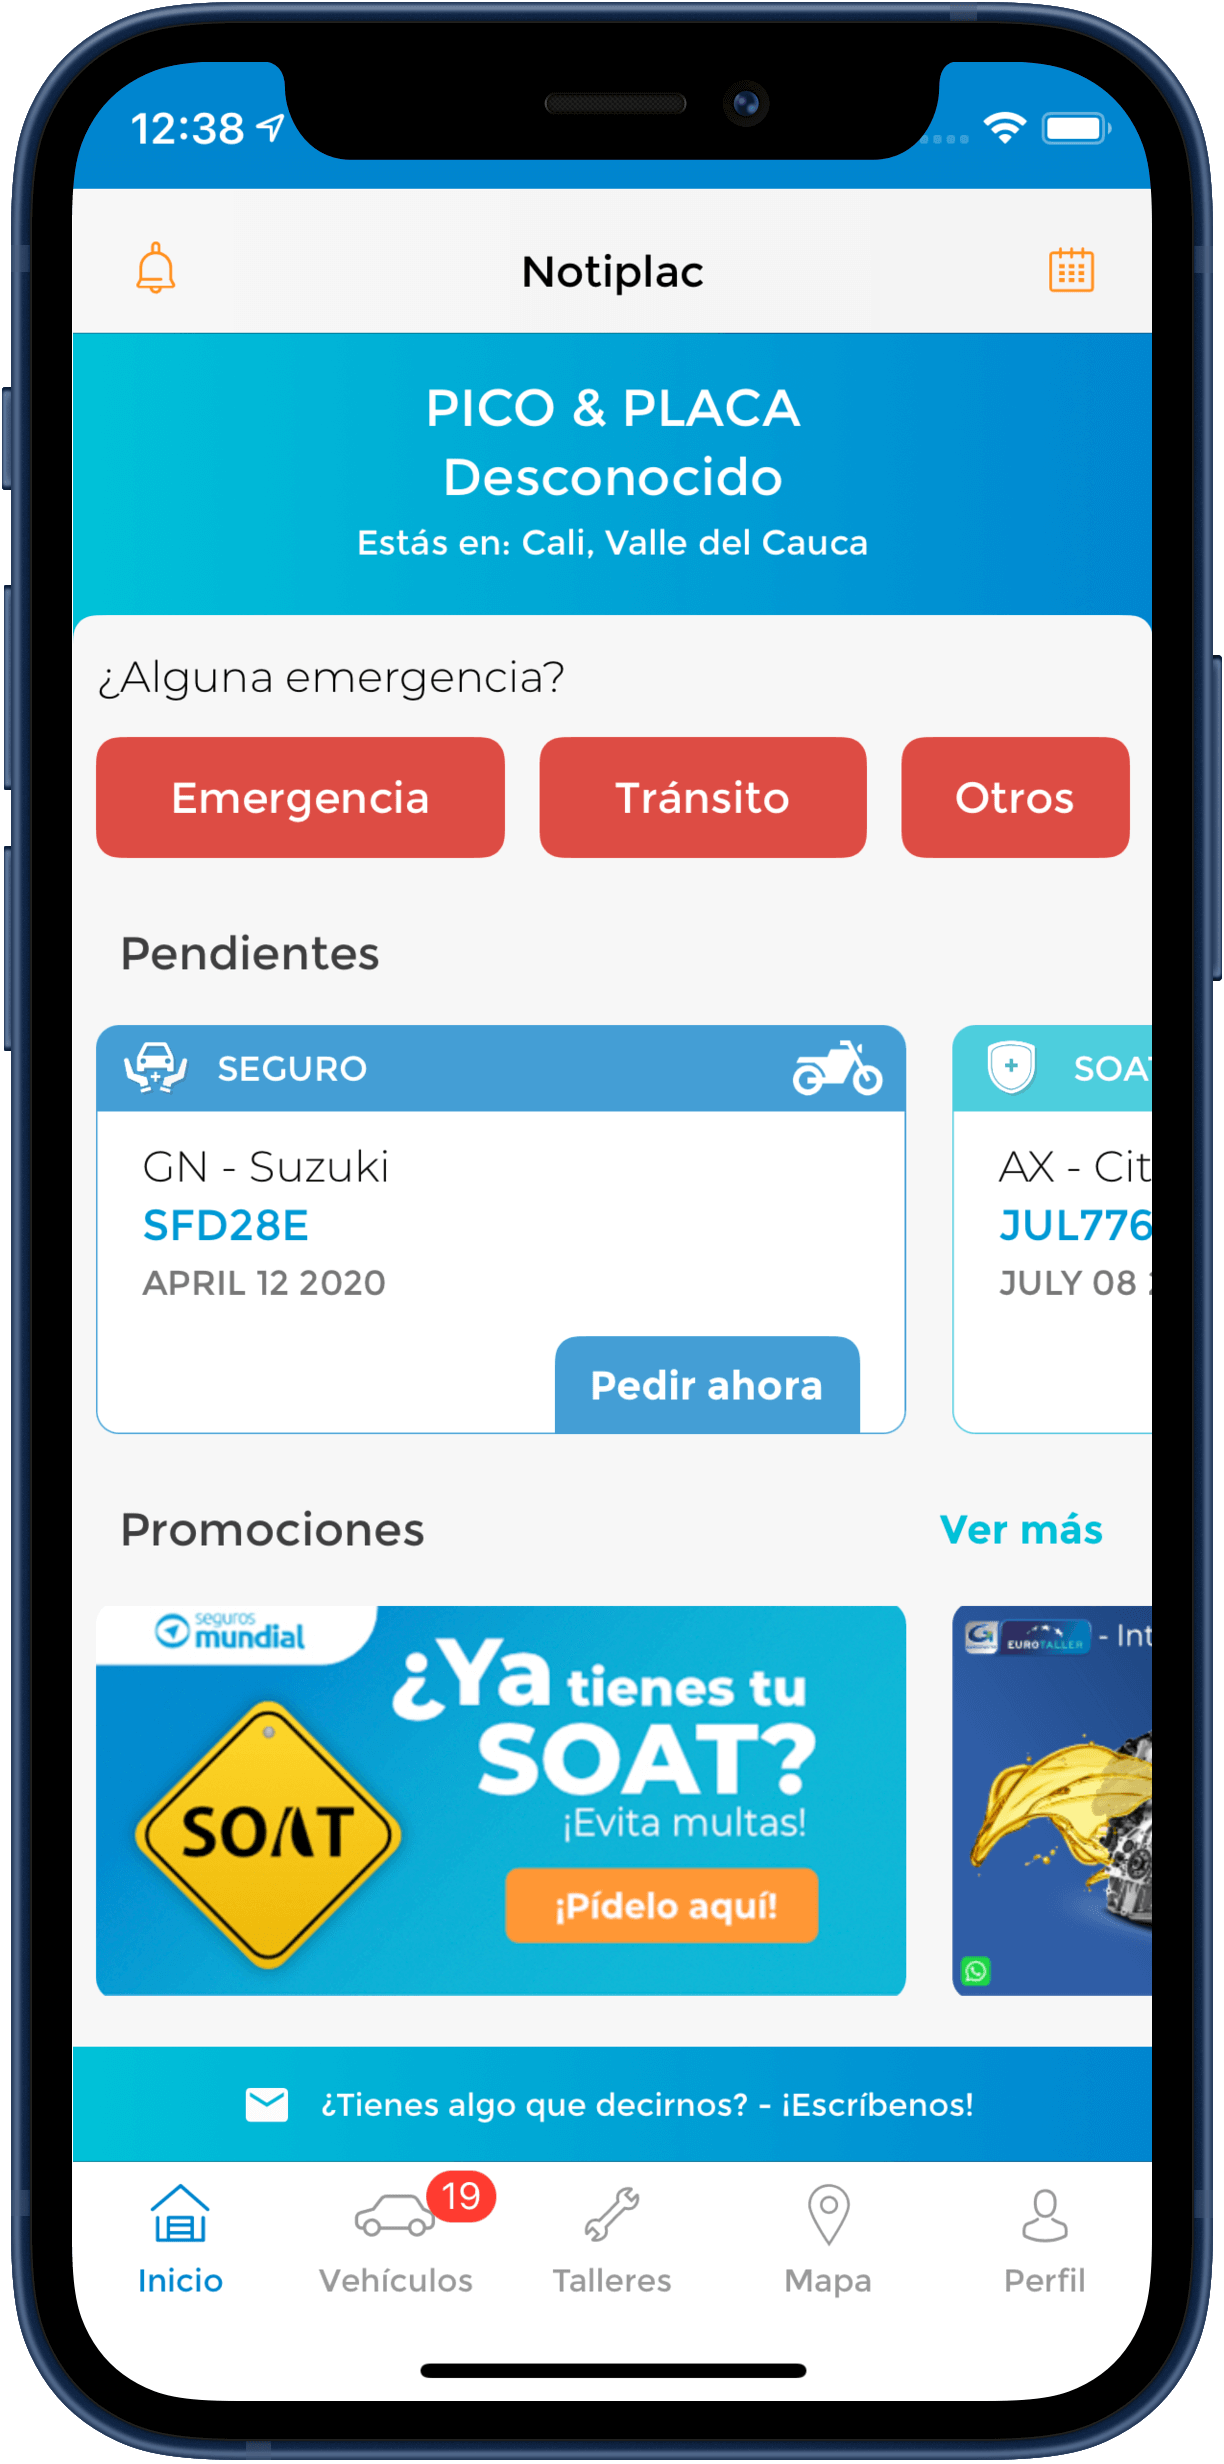 12:38
Notiplac
PICO & PLACA
Desconocido
Estás en: Cali, Valle del Cauca
¿Alguna emergencia?
Emergencia
Tránsito
Otros
Pendientes
SEGURO
GN - Suzuki
SFD28E
APRIL 12 2020
Pedir ahora
SOA
AX - Cit
JUL776
JULY 08
Promociones
Ver más
seguros
mundial
¿Ya tienes tu
SOAT?
¡Evita multas!
¡Pídelo aquí!
SOAT
EUROTALLER - Int
¿Tienes algo que decirnos? - ¡Escríbenos!
19
Inicio
Vehículos
Talleres
Mapa
Perfil